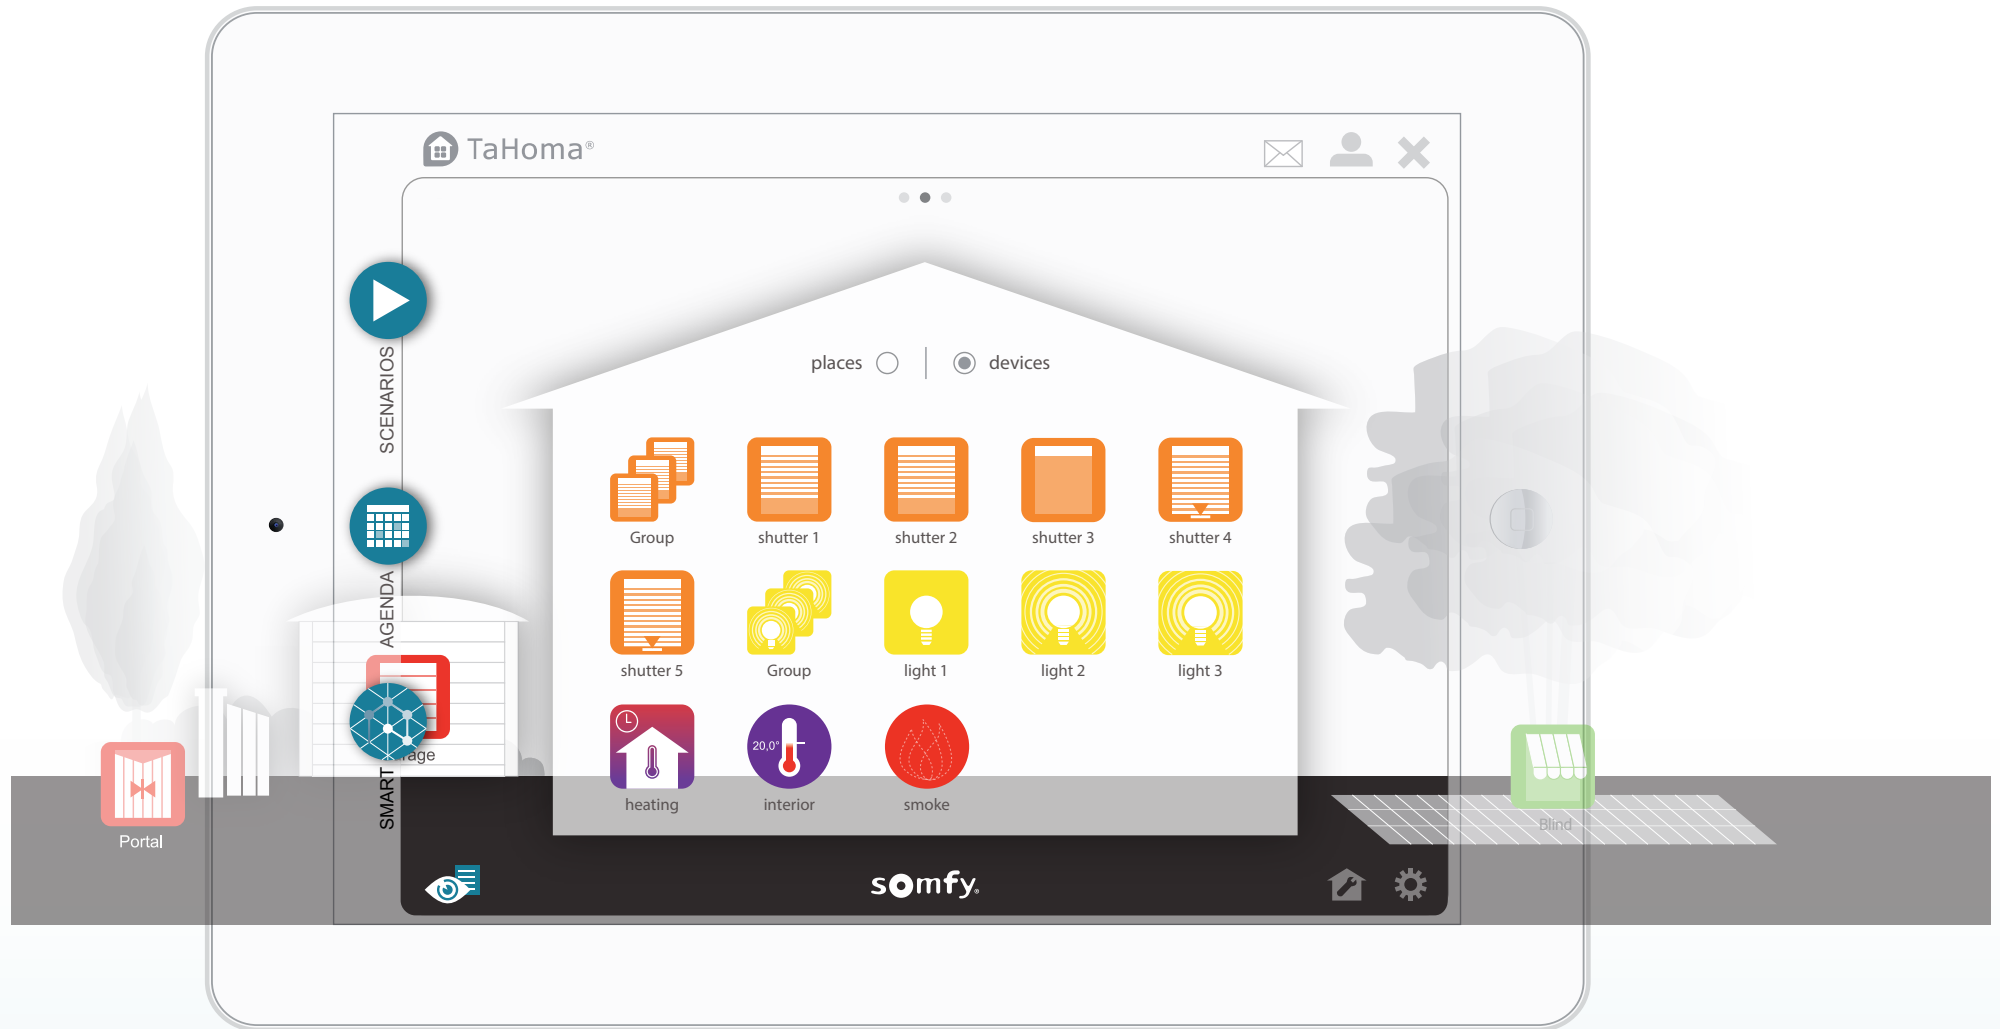 TaHoma®
places
devices
SCENARIOS
Group
shutter 1
shutter 2
shutter 3
shutter 4
AGENDA
shutter 5
Group
light 1
light 2
light 3
20,0°
SMART
heating
interior
smoke
Portal
Blind
somfy.